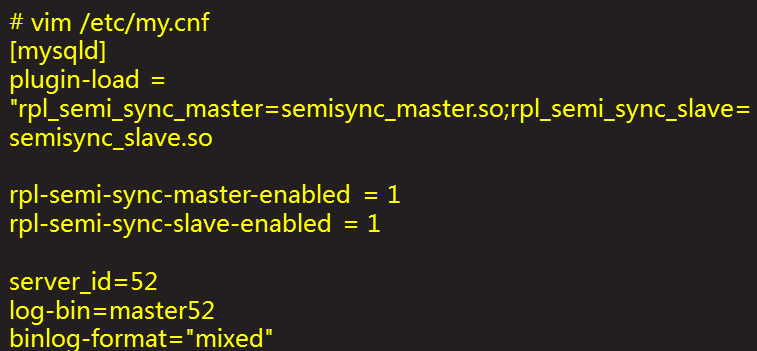 # vim /etc/my.cnf
[mysqld]
plugin-load =
"rpl_semi_sync_master=semisync_master.so;rpl_semi_sync_slave=
semisync_slave.so
rpl-semi-sync-master-enabled = 1
rpl-semi-sync-slave-enabled = 1
server_id=52
log-bin=master52
binlog-format="mixed"